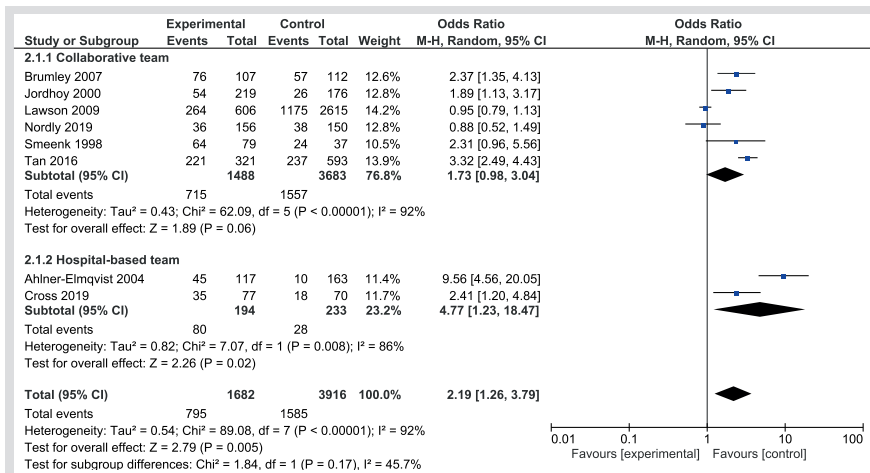 Experimental Control Odds Ratio Odds Ratio
Study or Subgroup Events Total Events Total Weight M-H, Random, 95% CI M-H, Random, 95% CI
2.1.1 Collaborative team
Brumley 2007 76 107 57 112 12.6% 2.37 [1.35, 4.13]
Jordhoy 2000 54 219 26 176 12.8% 1.89 [1.13, 3.17]
Lawson 2009 264 606 1175 2615 14.2% 0.95 [0.79, 1.13]
Nordly 2019 36 156 38 150 12.8% 0.88 [0.52, 1.49]
Smeenk 1998 64 79 24 37 10.5% 2.31 [0.96, 5.56]
Tan 2016 221 321 237 593 13.9% 3.32 [2.49, 4.43]
Subtotal (95% CI) 1488 3683 76.8% 1.73 [0.98, 3.04]
Total events 715 1557
Heterogeneity: Tau² = 0.43; Chi² = 62.09, df = 5 (P < 0.00001); I² = 92%
Test for overall effect: Z = 1.89 (P = 0.06)
2.1.2 Hospital-based team
Ahlner-Elmqvist 2004 45 117 10 163 11.4% 9.56 [4.56, 20.05]
Cross 2019 35 77 18 70 11.7% 2.41 [1.20, 4.84]
Subtotal (95% CI) 194 233 23.2% 4.77 [1.23, 18.47]
Total events 80 28
Heterogeneity: Tau² = 0.82; Chi² = 7.07, df = 1 (P = 0.008); I² = 86%
Test for overall effect: Z = 2.26 (P = 0.02)
Total (95% CI) 1682 3916 100.0% 2.19 [1.26, 3.79]
Total events 795 1585
Heterogeneity: Tau² = 0.54; Chi² = 89.08, df = 7 (P < 0.00001); I² = 92%
Test for overall effect: Z = 2.79 (P = 0.005)
Test for subgroup differences: Chi² = 1.84, df = 1 (P = 0.17), I² = 45.7%
0.01 0.1 1 10 100
Favours [experimental] Favours [control]